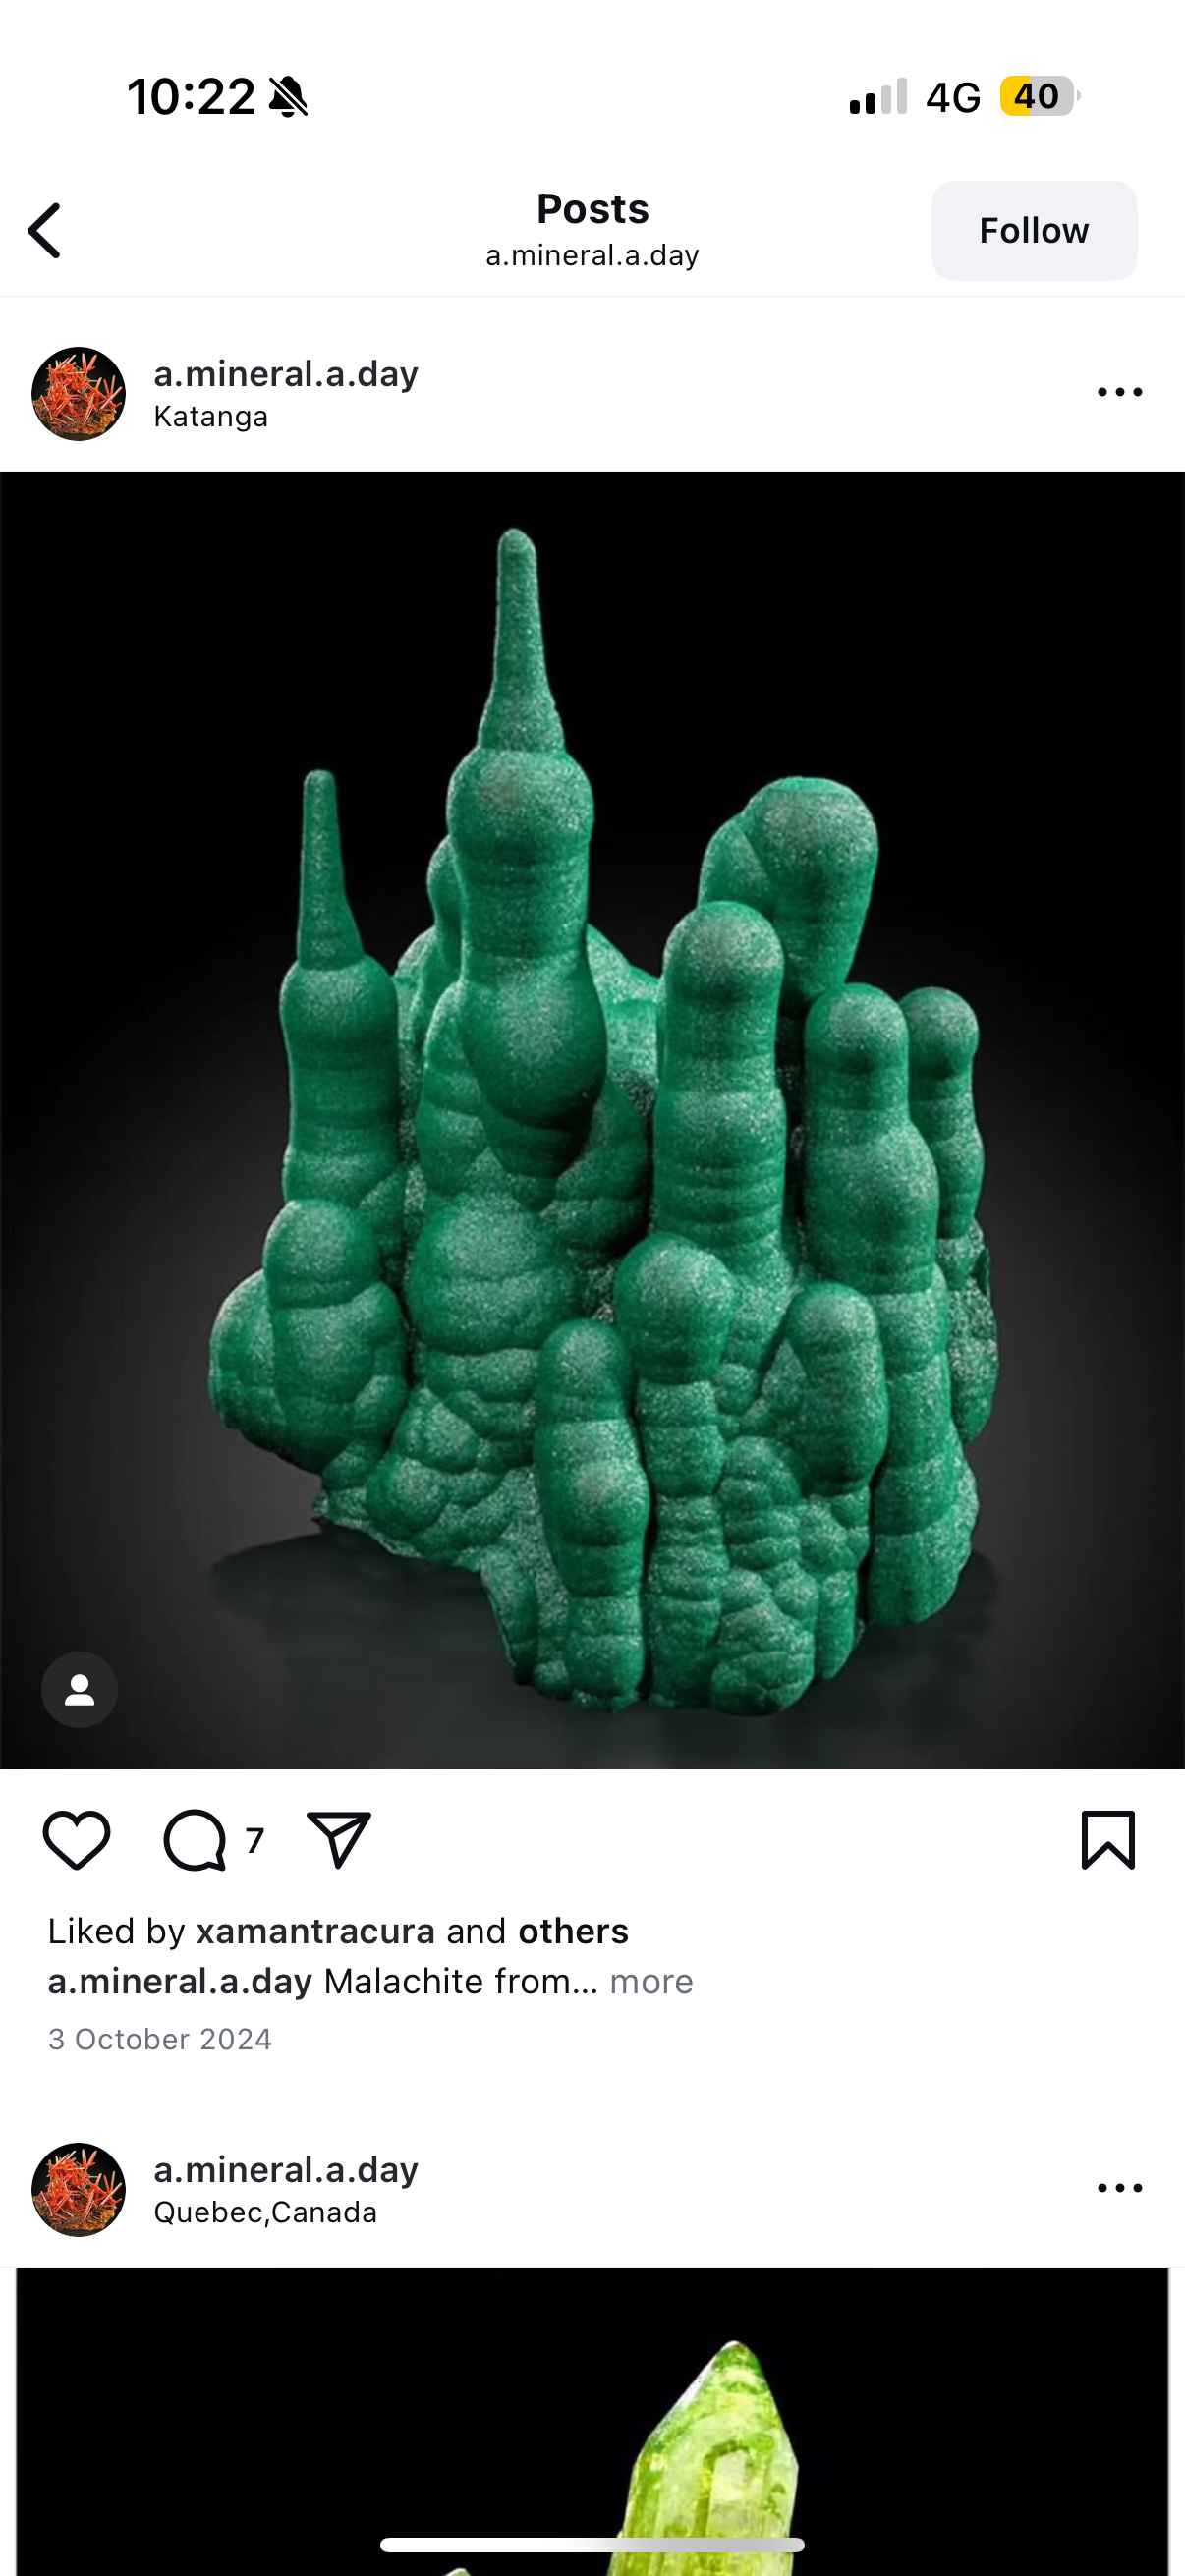 10:22
4G 40
Posts
a.mineral.a.day
Follow
a.mineral.a.day
Katanga
7
Liked by xamantracura and others
a.mineral.a.day Malachite from... more
3 October 2024
a.mineral.a.day
Quebec,Canada